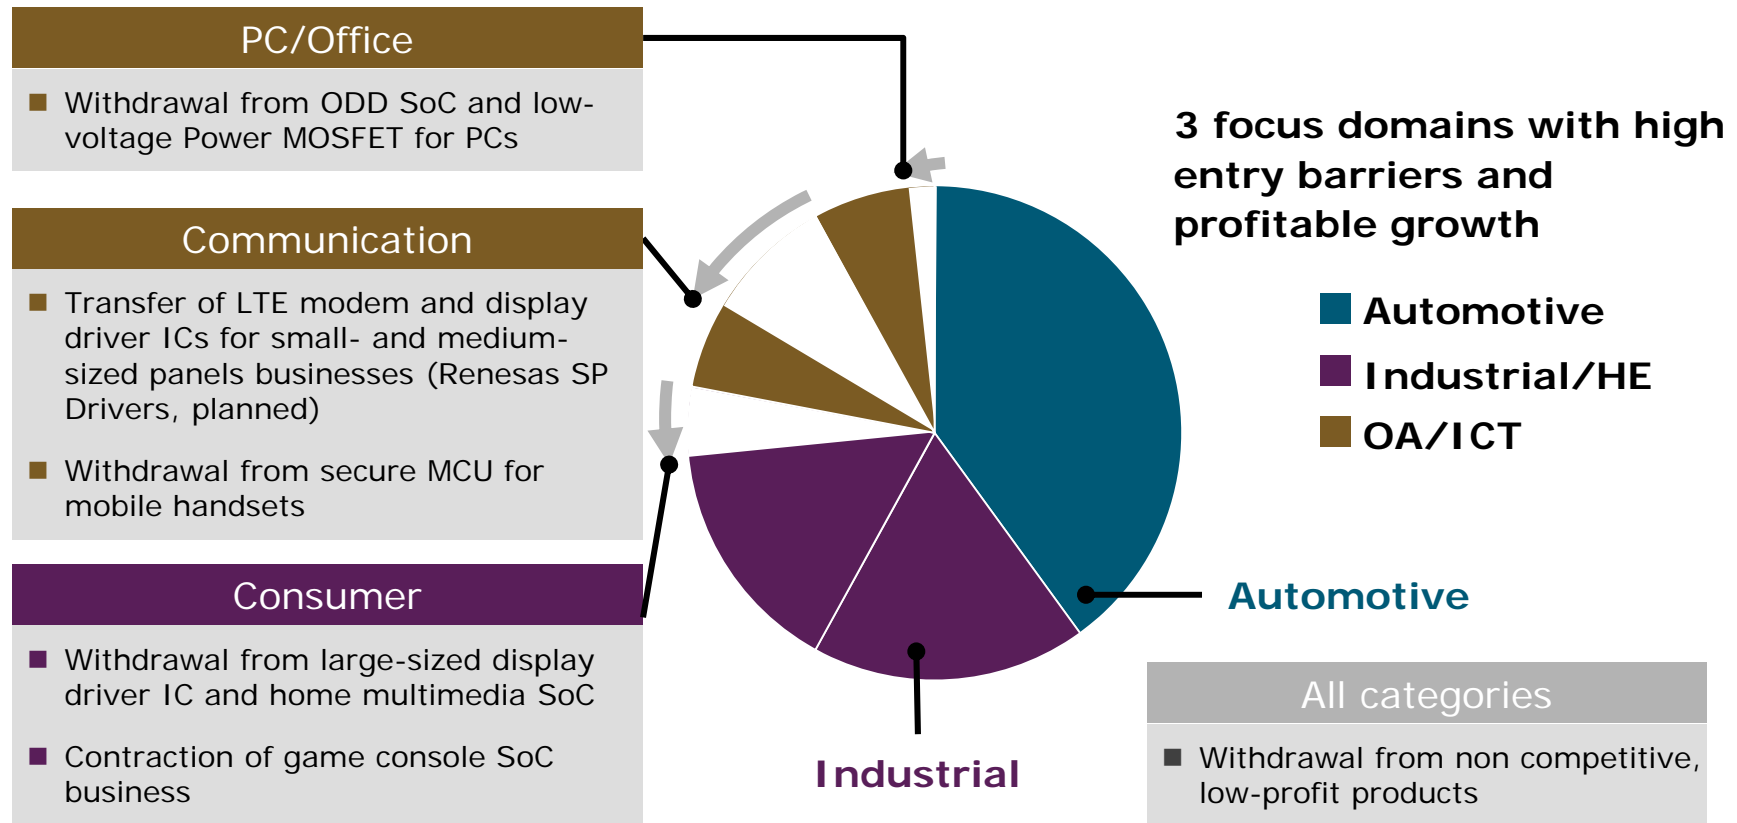 PC/Office
Withdrawal from ODD SoC and low-
voltage Power MOSFET for PCs
Communication
Transfer of LTE modem and display
driver ICs for small- and medium-
sized panels businesses (Renesas SP
Drivers, planned)
Withdrawal from secure MCU for
mobile handsets
Consumer
Withdrawal from large-sized display
driver IC and home multimedia SoC
Contraction of game console SoC
business
3 focus domains with high
entry barriers and
profitable growth
Automotive
Industrial/HE
OA/ICT
Automotive
Industrial
All categories
Withdrawal from non competitive,
low-profit products